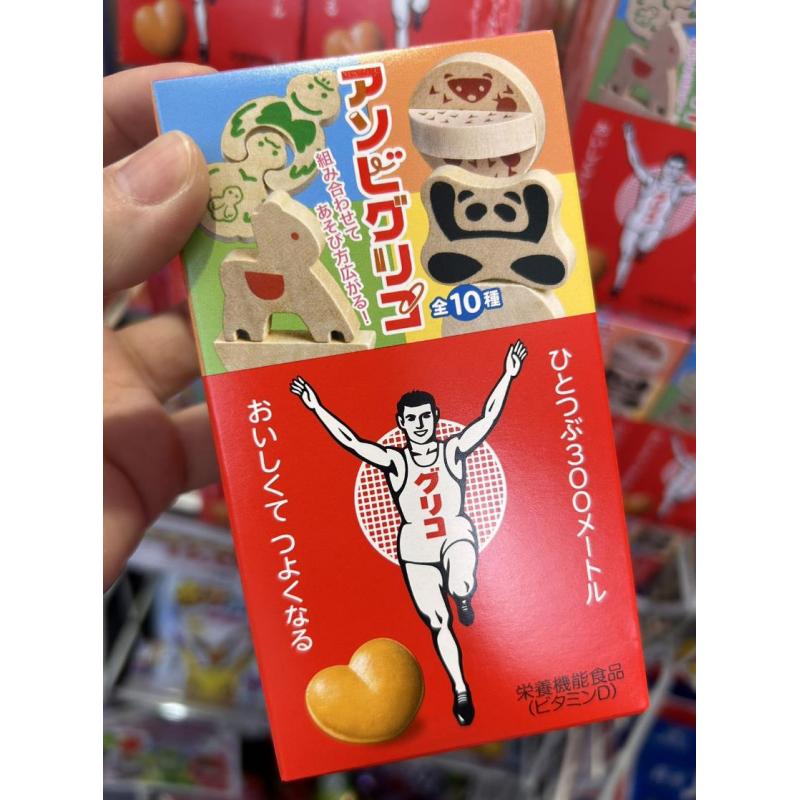 アソビグリコ
組み合わせて
あそび方広がる!
全10種
ひとつぶ300メートル
グリコ
おいしくて つよくなる
栄養機能食品
(ビタミンD)